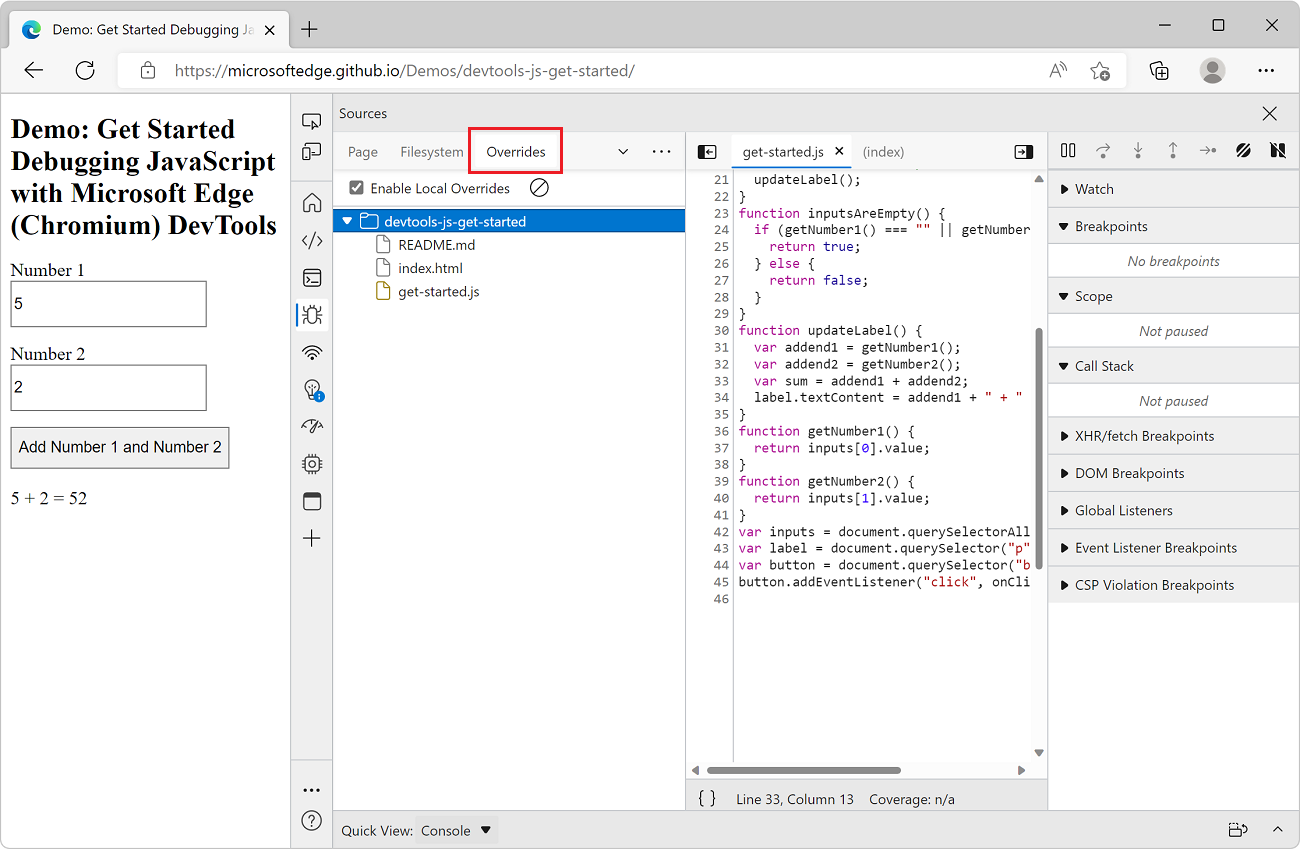 Demo: Get Started Debugging Ja
https://microsoftedge.github.io/Demos/devtools-js-get-started/
Demo: Get Started
Debugging JavaScript
with Microsoft Edge
(Chromium) DevTools
Number 1
5
Number 2
2
Add Number 1 and Number 2
5 + 2 = 52
Sources
Page Filesystem Overrides
Enable Local Overrides
devtools-js-get-started
README.md
index.html
get-started.js
get-started.js (index)
21 updateLabel();
22 }
23 function inputsAreEmpty() {
24 if (getNumber1() === "" || getNumber
25 return true;
26 } else {
27 return false;
28 }
29 }
30 function updateLabel() {
31 var addend1 = getNumber1();
32 var addend2 = getNumber2();
33 var sum = addend1 + addend2;
34 label.textContent = addend1 + " + "
35 }
36 function getNumber1() {
37 return inputs[0].value;
38 }
39 function getNumber2() {
40 return inputs[1].value;
41 }
42 var inputs = document.querySelectorAll
43 var label = document.querySelector("p"
44 var button = document.querySelector("b
45 button.addEventListener("click", onCli
46
{ } Line 33, Column 13 Coverage: n/a
Watch
Breakpoints
No breakpoints
Scope
Not paused
Call Stack
Not paused
XHR/fetch Breakpoints
DOM Breakpoints
Global Listeners
Event Listener Breakpoints
CSP Violation Breakpoints
Quick View: Console